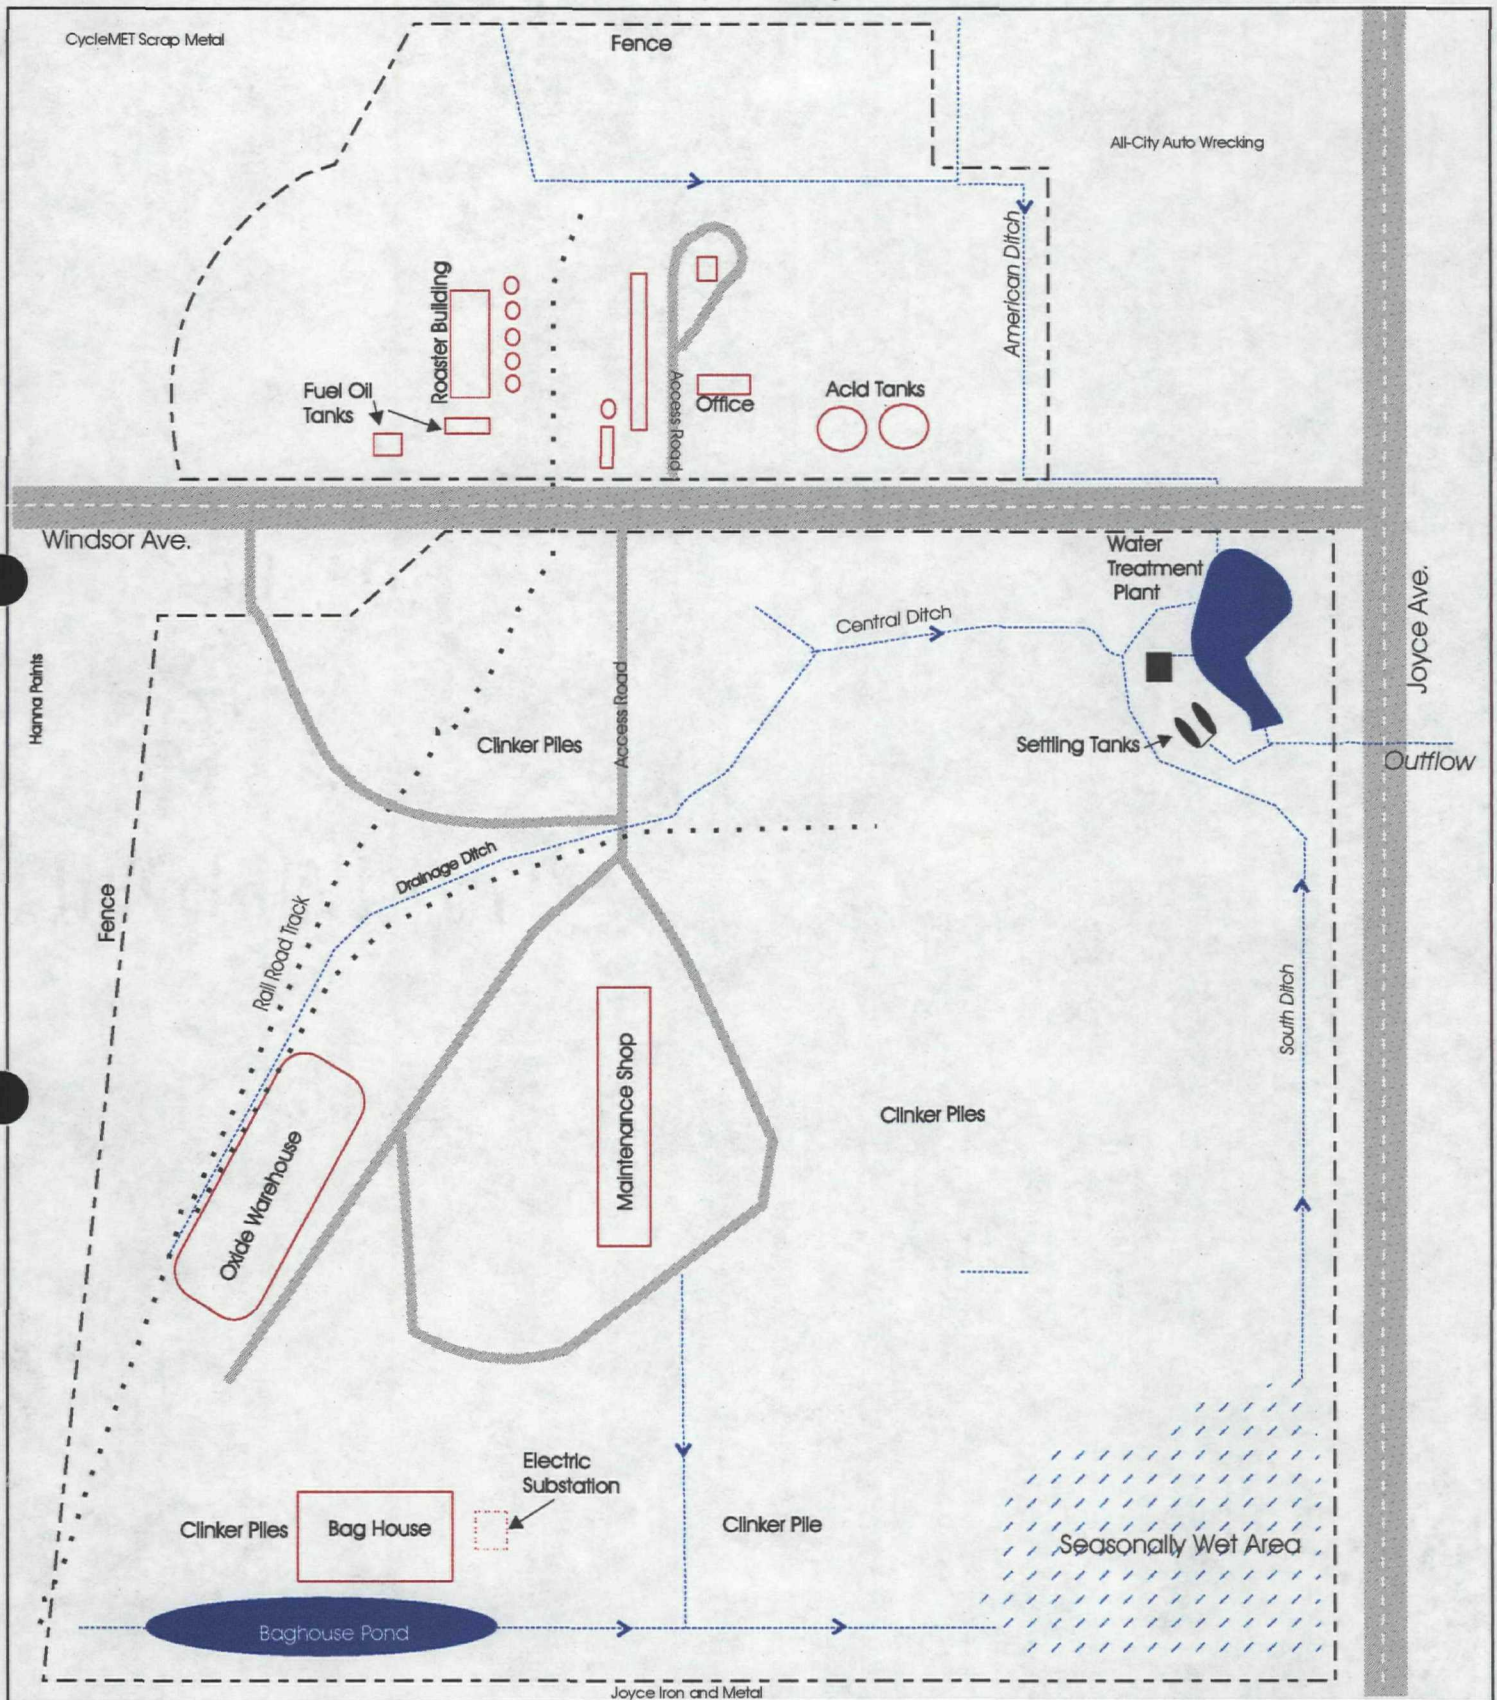 CycleMET Scrap Metal
Fence
All-City Auto Wrecking
American Ditch
Roaster Building
Fuel Oil
Tanks
Access Road
Office
Acid Tanks
Windsor Ave.
Water
Treatment
Plant
Joyce Ave.
Central Ditch
Hanna Paints
Access Road
Clinker Piles
Settling Tanks
Outflow
Drainage Ditch
Fence
Rail Road Track
South Ditch
Maintenance Shop
Clinker Piles
Oxide Warehouse
Electric
Substation
Clinker Piles
Bag House
Clinker Pile
Seasonally Wet Area
Baghouse Pond
Joyce Iron and Metal